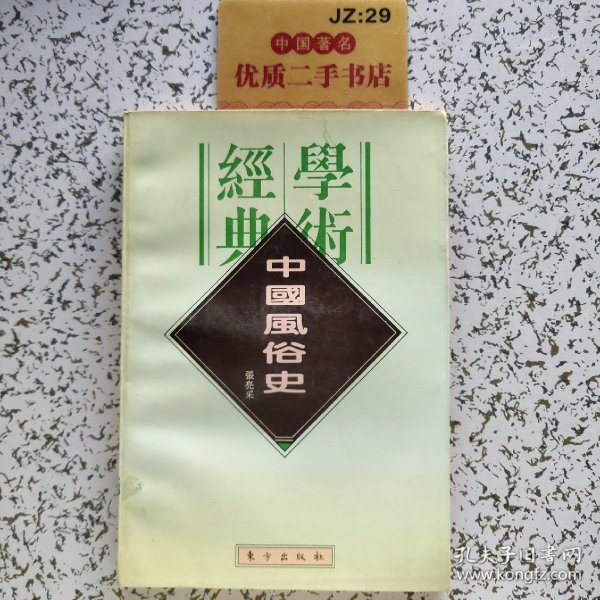 JZ:29
中国著名
优质二手书店
學術
經典
中國風俗史
張亮采
東方出版社
孔夫子旧书网
www.kongfz.com